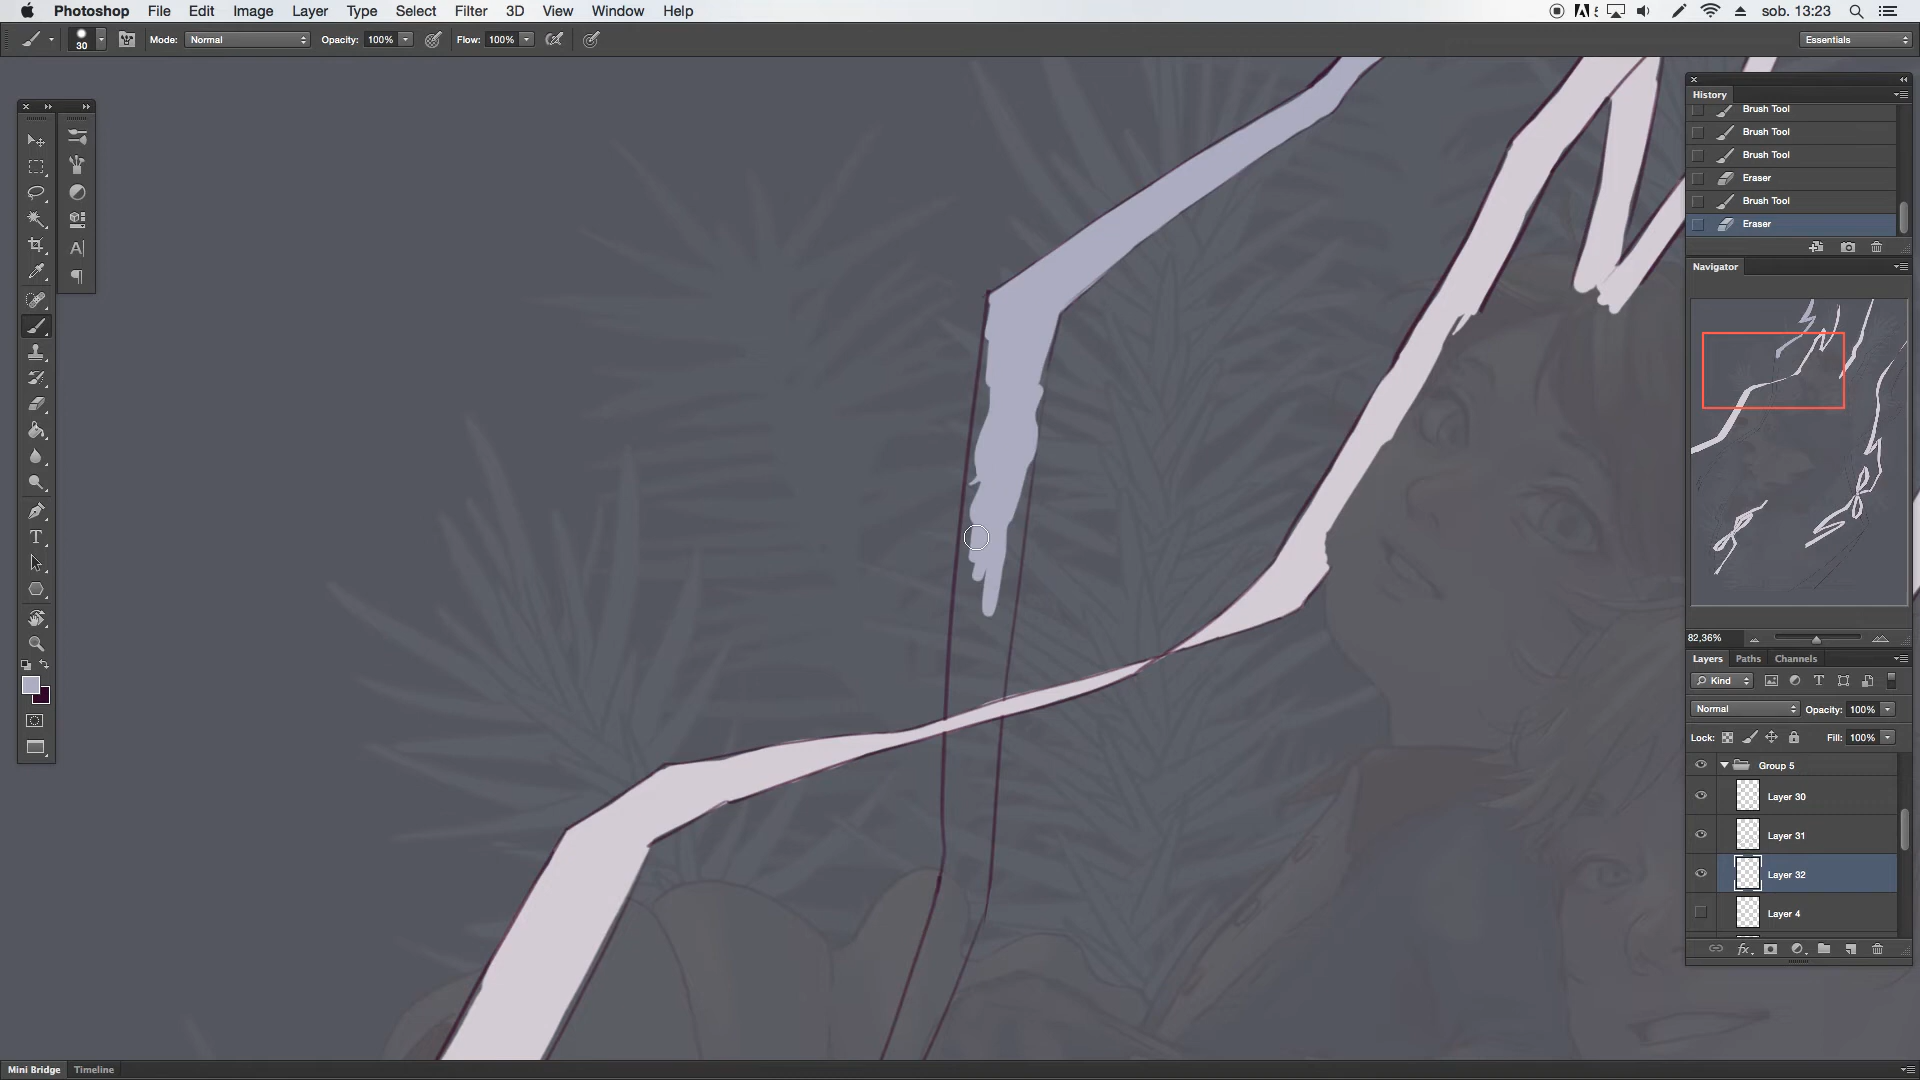 Photoshop File Edit Image Layer Type Select Filter 3D View Window Help sob. 13:23
30 Mode: Normal Opacity: 100% Flow: 100% Essentials
History
Brush Tool
Brush Tool
Brush Tool
Eraser
Brush Tool
Eraser
Navigator
82,36%
Layers Paths Channels
Kind
Normal Opacity: 100%
Lock: Fill: 100%
Group 5
Layer 30
Layer 31
Layer 32
Layer 4
Mini Bridge Timeline